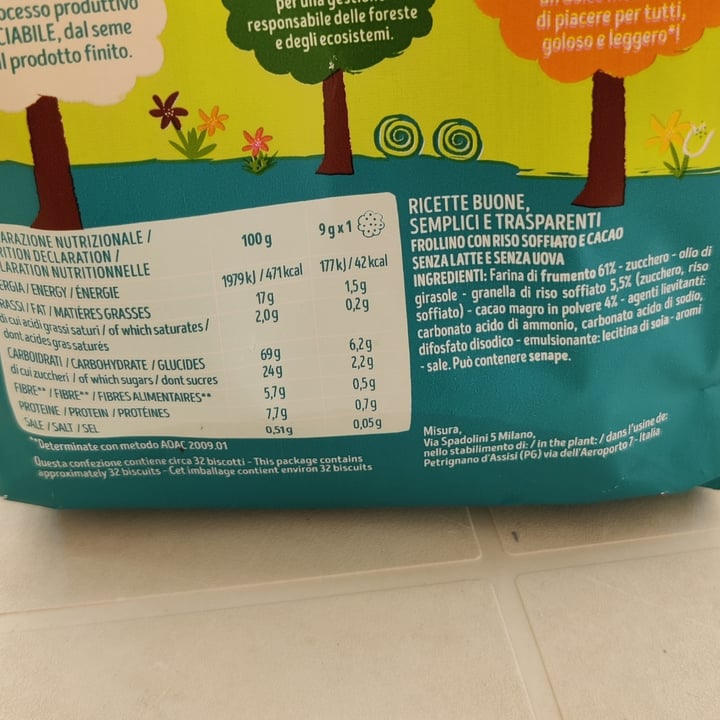 ocesso produttivo
CIABILE, dal seme
l prodotto finito.
per una gestione
responsabile delle foreste
e degli ecosistemi.
di piacere per tutti,
goloso e leggero*!
ARAZIONE NUTRIZIONALE /
RITION DECLARATION /
LARATION NUTRITIONNELLE
100 g
9 g x 1
ERGIA / ENERGY / ÉNERGIE
1979 kJ / 471 kcal
177 kJ / 42 kcal
RASSI / FAT / MATIÈRES GRASSES
17 g
1,5 g
di cui acidi grassi saturi / of which saturates /
dont acides gras saturés
2,0 g
0,2 g
CARBOIDRATI / CARBOHYDRATE / GLUCIDES
69 g
6,2 g
di cui zuccheri / of which sugars / dont sucres
24 g
2,2 g
FIBRE** / FIBRE** / FIBRES ALIMENTAIRES**
5,7 g
0,5 g
PROTEINE / PROTEIN / PROTÉINES
7,7 g
0,7 g
SALE / SALT / SEL
0,51 g
0,05 g
**Determinate con metodo AOAC 2009.01
Questa confezione contiene circa 32 biscotti - This package contains
approximately 32 biscuits - Cet imballage contient environ 32 biscuits
RICETTE BUONE,
SEMPLICI E TRASPARENTI
FROLLINO CON RISO SOFFIATO E CACAO
SENZA LATTE E SENZA UOVA
INGREDIENTI: Farina di frumento 61% - zucchero - olio di
girasole - granella di riso soffiato 5,5% (zucchero, riso
soffiato) - cacao magro in polvere 4% - agenti lievitanti:
carbonato acido di ammonio, carbonato acido di sodio,
difosfato disodico - emulsionante: lecitina di soia - aromi
- sale. Può contenere senape.
Misura,
Via Spadolini 5 Milano,
nello stabilimento di: / in the plant: / dans l'usine de:
Petrignano d'Assisi (PG) via dell'Aeroporto 7 - Italia